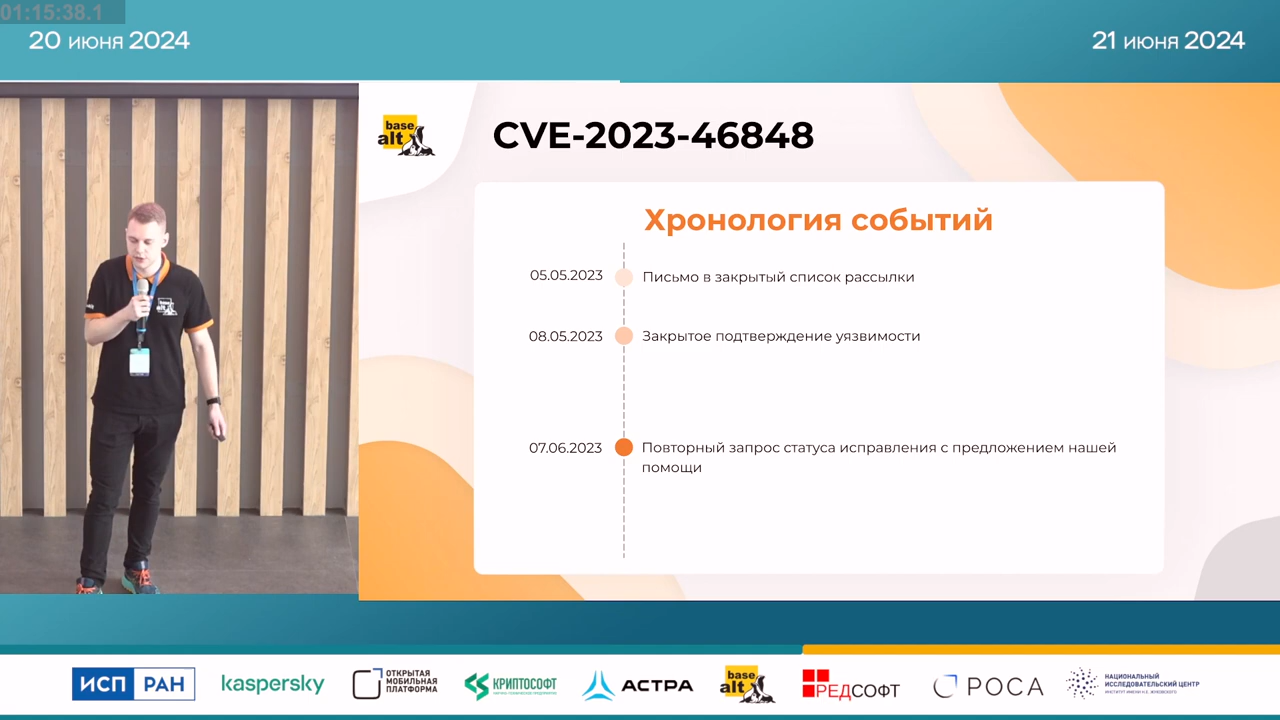 01:15:38.1
20 июня 2024
21 июня 2024
base
alt
CVE-2023-46848
Хронология событий
05.05.2023
Письмо в закрытый список рассылки
08.05.2023
Закрытое подтверждение уязвимости
07.06.2023
Повторный запрос статуса исправления с предложением нашей
помощи
base
alt
ИСП РАН
kaspersky
ОТКРЫТАЯ
МОБИЛЬНАЯ
ПЛАТФОРМА
КРИПТОСОФТ
АСТРА
base
alt
РЕДСОФТ
РОСА
НАЦИОНАЛЬНЫЙ
ИССЛЕДОВАТЕЛЬСКИЙ ЦЕНТР